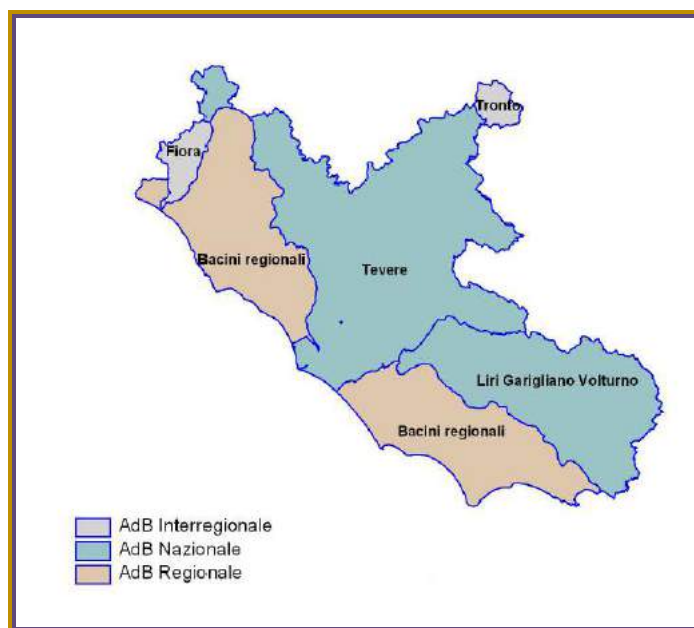 Tronto
Fiora
Bacini regionali
Tevere
Liri Garigliano Volturno
Bacini regionali
AdB Interregionale
AdB Nazionale
AdB Regionale